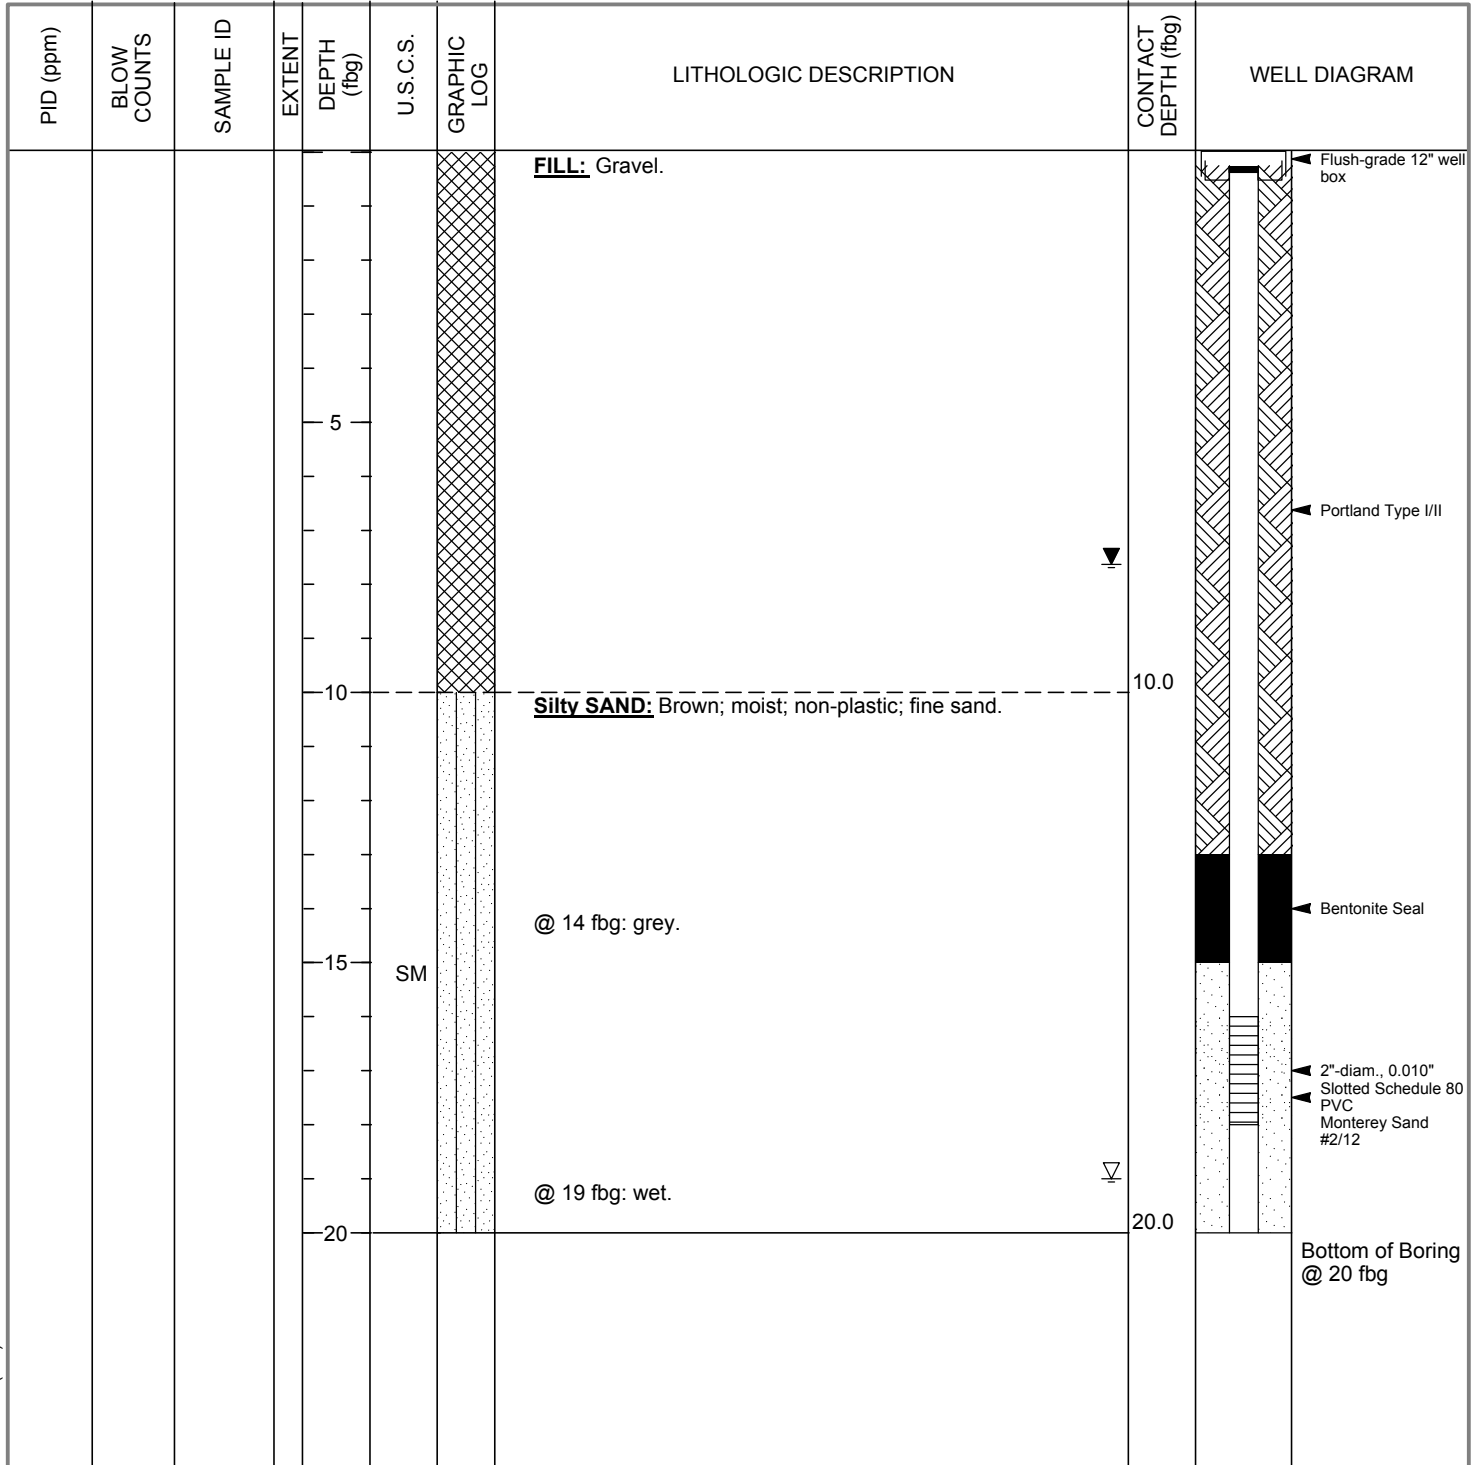 PID (ppm)
BLOW
COUNTS
SAMPLE ID
EXTENT
DEPTH
(fbg)
U.S.C.S.
GRAPHIC
LOG
LITHOLOGIC DESCRIPTION
CONTACT
DEPTH (fbg)
WELL DIAGRAM
FILL: Gravel.
Flush-grade 12" well
box
5
Portland Type I/II
10
10.0
Silty SAND: Brown; moist; non-plastic; fine sand.
@ 14 fbg: grey.
Bentonite Seal
15
SM
2"-diam., 0.010"
Slotted Schedule 80
PVC
Monterey Sand
#2/12
@ 19 fbg: wet.
20
20.0
Bottom of Boring
@ 20 fbg